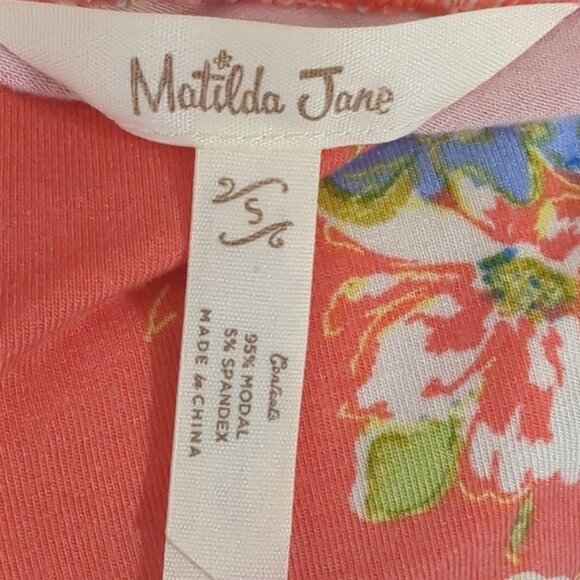 Matilda Jane
S
Contents
95% MODAL
5% SPANDEX
MADE in CHINA